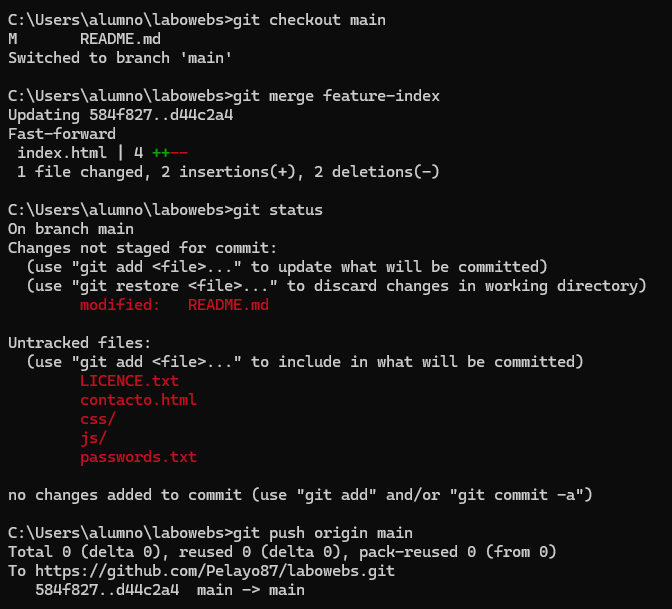 C:\Users\alumno\labowebs>git checkout main
M       README.md
Switched to branch 'main'
C:\Users\alumno\labowebs>git merge feature-index
Updating 584f827..d44c2a4
Fast-forward
 index.html | 4 ++--
 1 file changed, 2 insertions(+), 2 deletions(-)
C:\Users\alumno\labowebs>git status
On branch main
Changes not staged for commit:
  (use "git add <file>..." to update what will be committed)
  (use "git restore <file>..." to discard changes in working directory)
        modified:   README.md
Untracked files:
  (use "git add <file>..." to include in what will be committed)
        LICENCE.txt
        contacto.html
        css/
        js/
        passwords.txt
no changes added to commit (use "git add" and/or "git commit -a")
C:\Users\alumno\labowebs>git push origin main
Total 0 (delta 0), reused 0 (delta 0), pack-reused 0 (from 0)
To https://github.com/Pelayo87/labowebs.git
   584f827..d44c2a4  main -> main